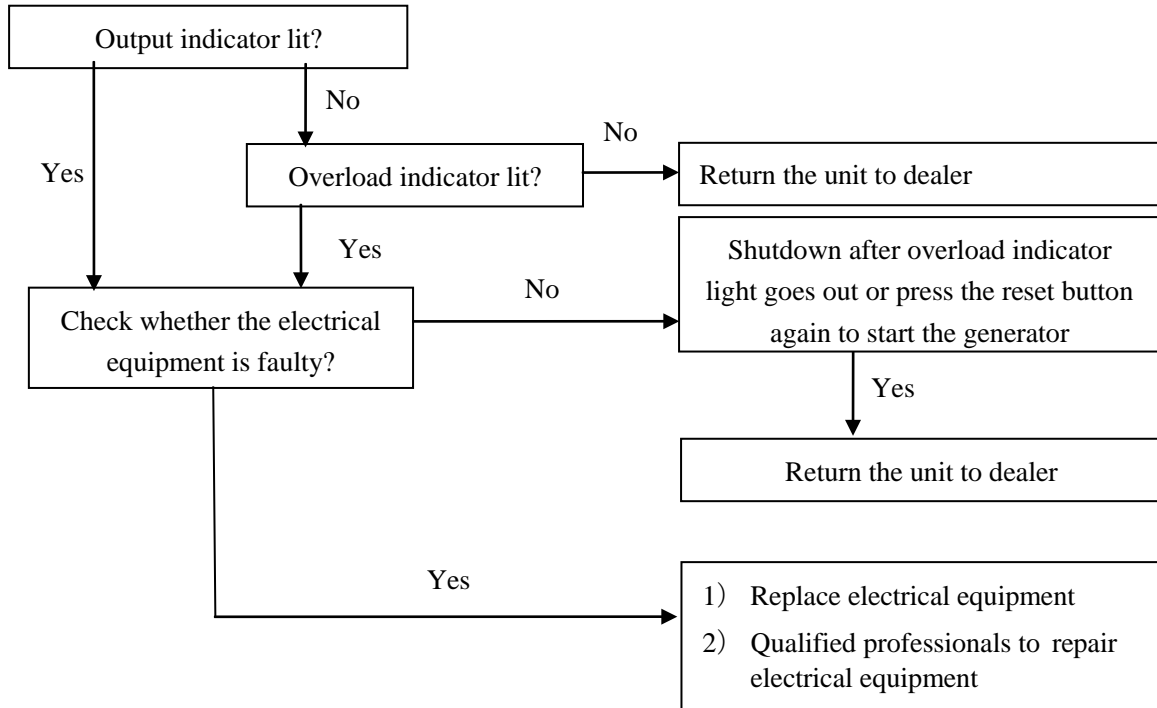 Output indicator lit?
No
Yes
Overload indicator lit?
No
Return the unit to dealer
Yes
Check whether the electrical
equipment is faulty?
No
Shutdown after overload indicator
light goes out or press the reset button
again to start the generator
Yes
Return the unit to dealer
Yes
1） Replace electrical equipment
2） Qualified professionals to repair
electrical equipment